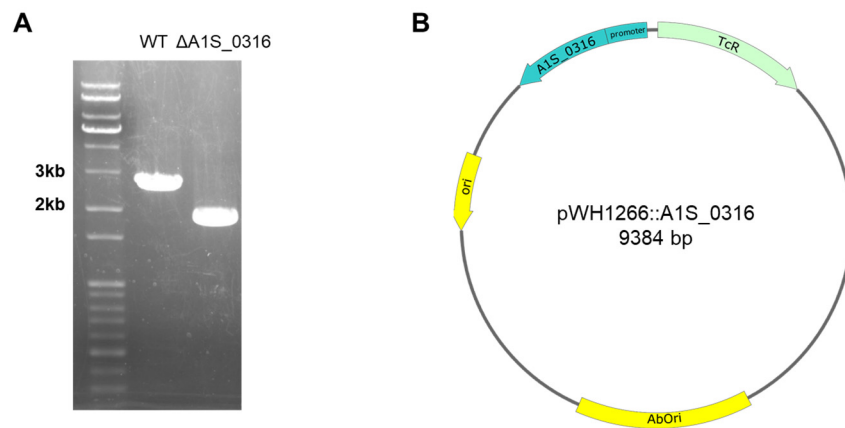 A
WT ΔA1S_0316
3kb
2kb
B
A1S_0316
promoter
TcR
ori
pWH1266::A1S_0316
9384 bp
AbOri